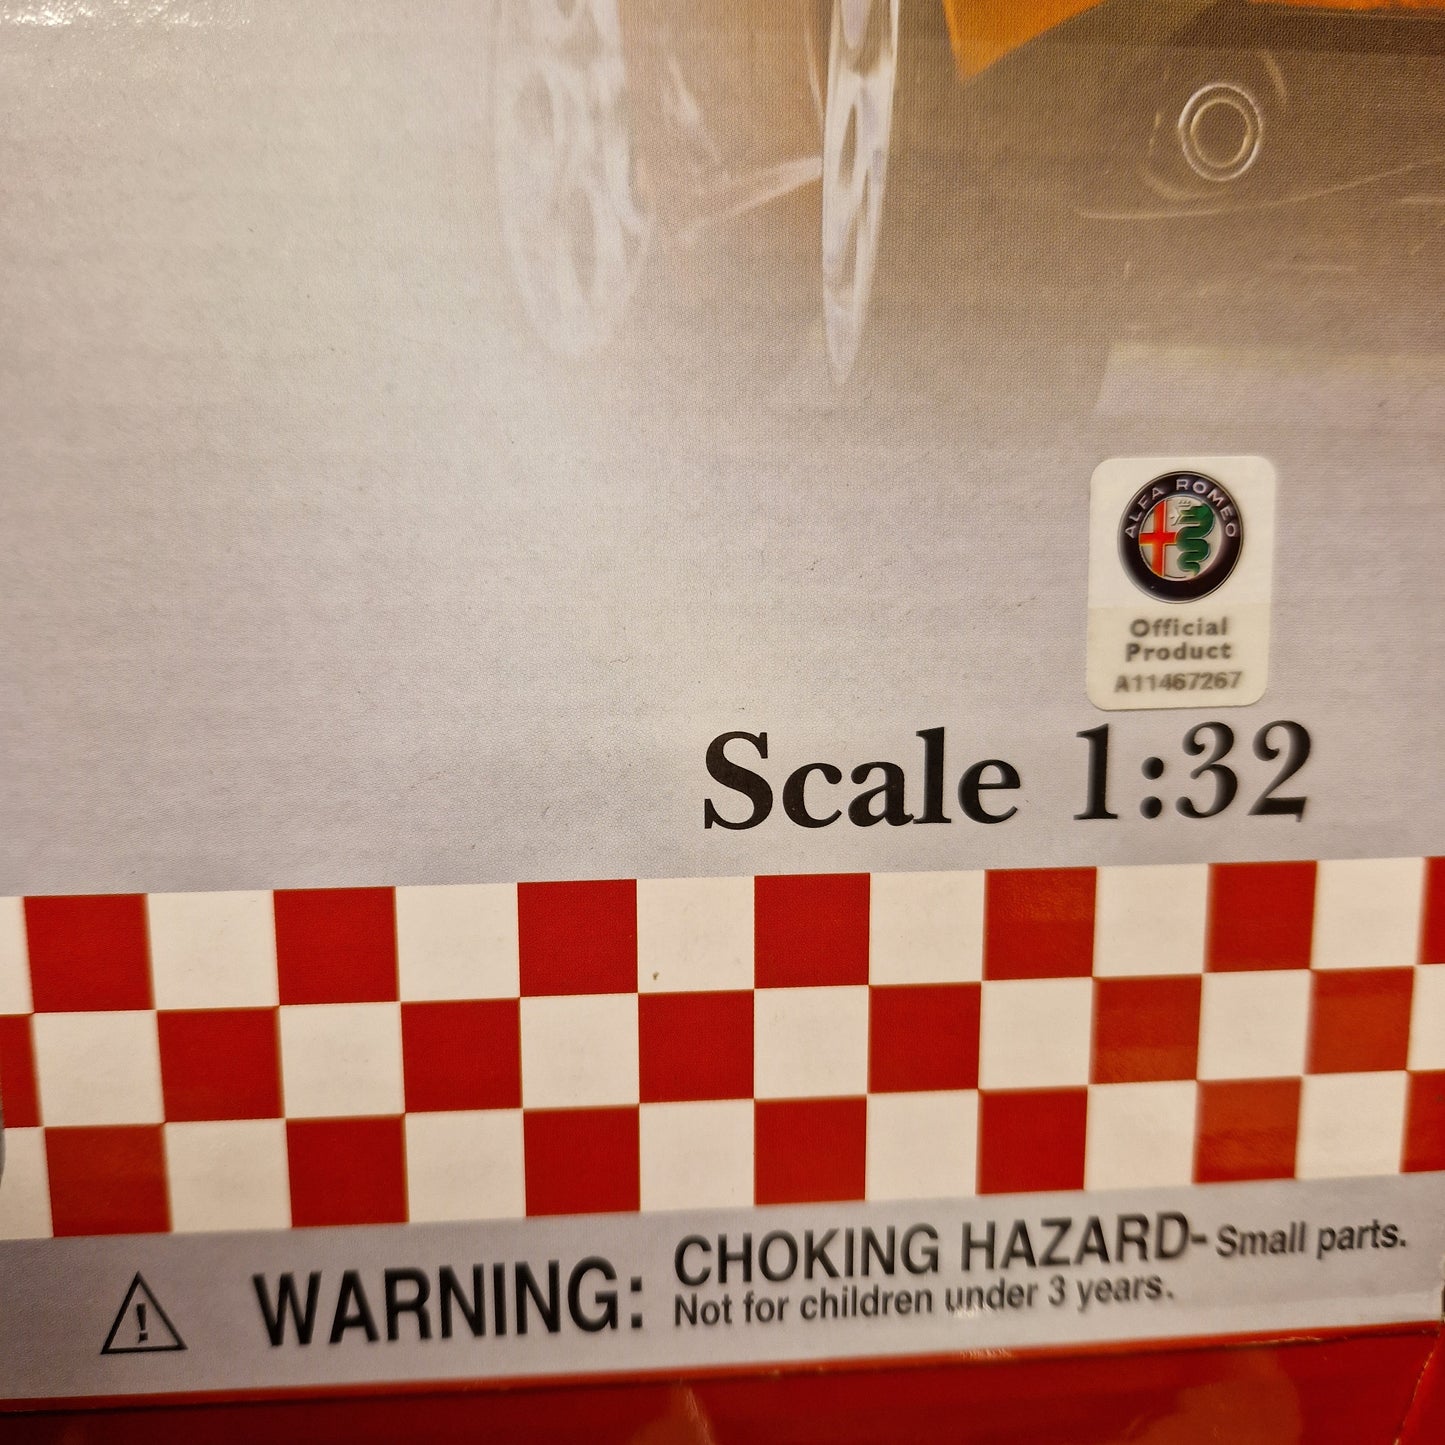 ALFA ROMEO
Official
Product
A11467267
Scale 1:32
WARNING: CHOKING HAZARD- Small parts.
Not for children under 3 years.